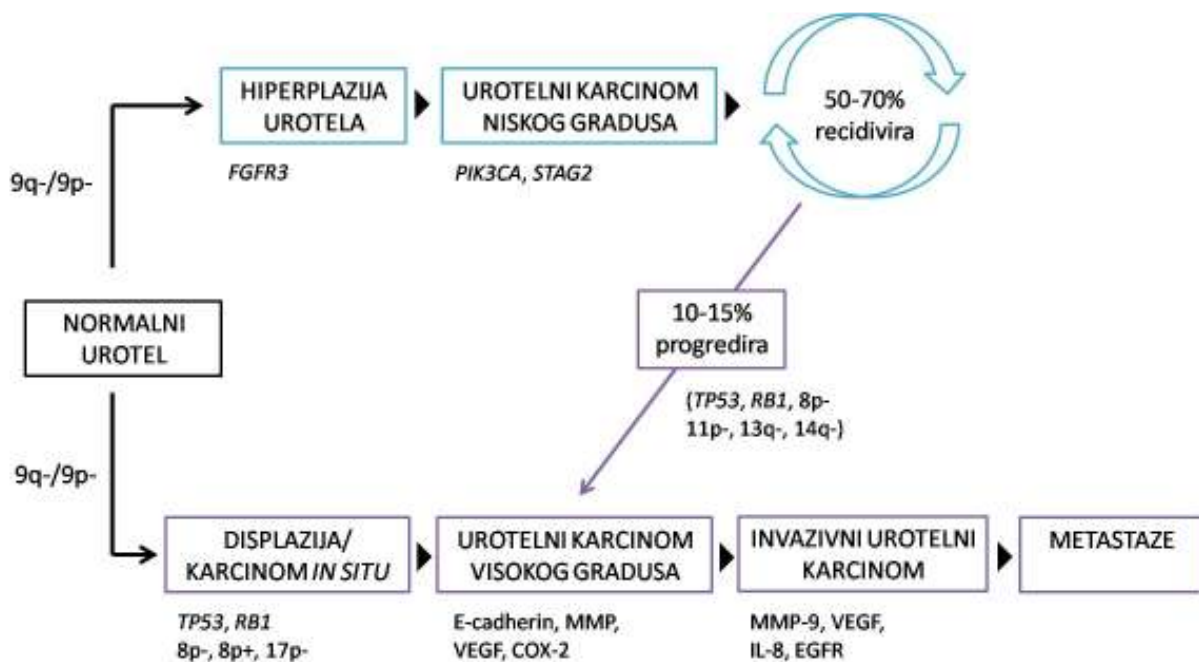 HIPERPLAZIJA
UROTELA
FGFR3
UROTELNI KARCINOM
NISKOG GRADUSA
PIK3CA, STAG2
50-70%
recidivira
9q-/9p-
NORMALNI
UROTEL
10-15%
progredira
(TP53, RB1, 8p-
11p-, 13q-, 14q-)
9q-/9p-
DISPLAZIJA/
KARCINOM IN SITU
TP53, RB1
8p-, 8p+, 17p-
UROTELNI KARCINOM
VISOKOG GRADUSA
E-cadherin, MMP,
VEGF, COX-2
INVAZIVNI UROTELNI
KARCINOM
MMP-9, VEGF,
IL-8, EGFR
METASTAZE